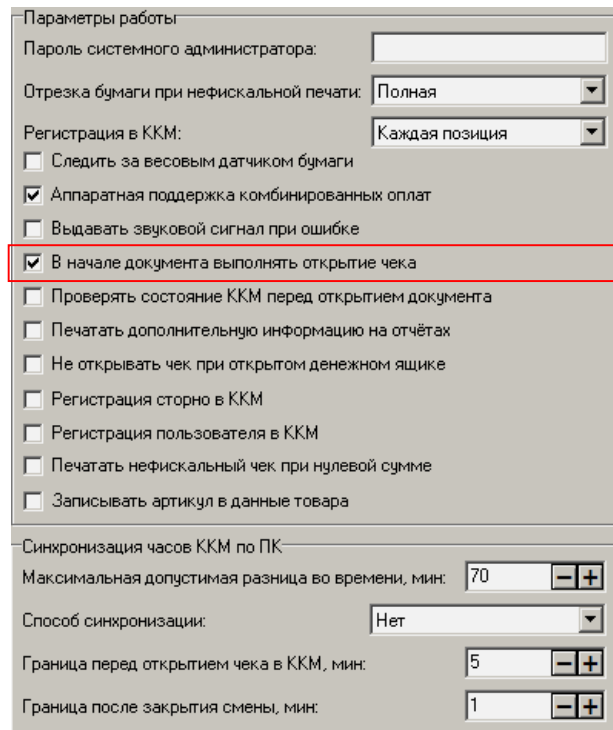 Параметры работы
Пароль системного администратора:
Отрезка бумаги при нефискальной печати: Полная
Регистрация в ККМ: Каждая позиция
Следить за весовым датчиком бумаги
Аппаратная поддержка комбинированных оплат
Выдавать звуковой сигнал при ошибке
В начале документа выполнять открытие чека
Проверять состояние ККМ перед открытием документа
Печатать дополнительную информацию на отчётах
Не открывать чек при открытом денежном ящике
Регистрация сторно в ККМ
Регистрация пользователя в ККМ
Печатать нефискальный чек при нулевой сумме
Записывать артикул в данные товара
Синхронизация часов ККМ по ПК
Максимальная допустимая разница во времени, мин: 70
Способ синхронизации: Нет
Граница перед открытием чека в ККМ, мин: 5
Граница после закрытия смены, мин: 1